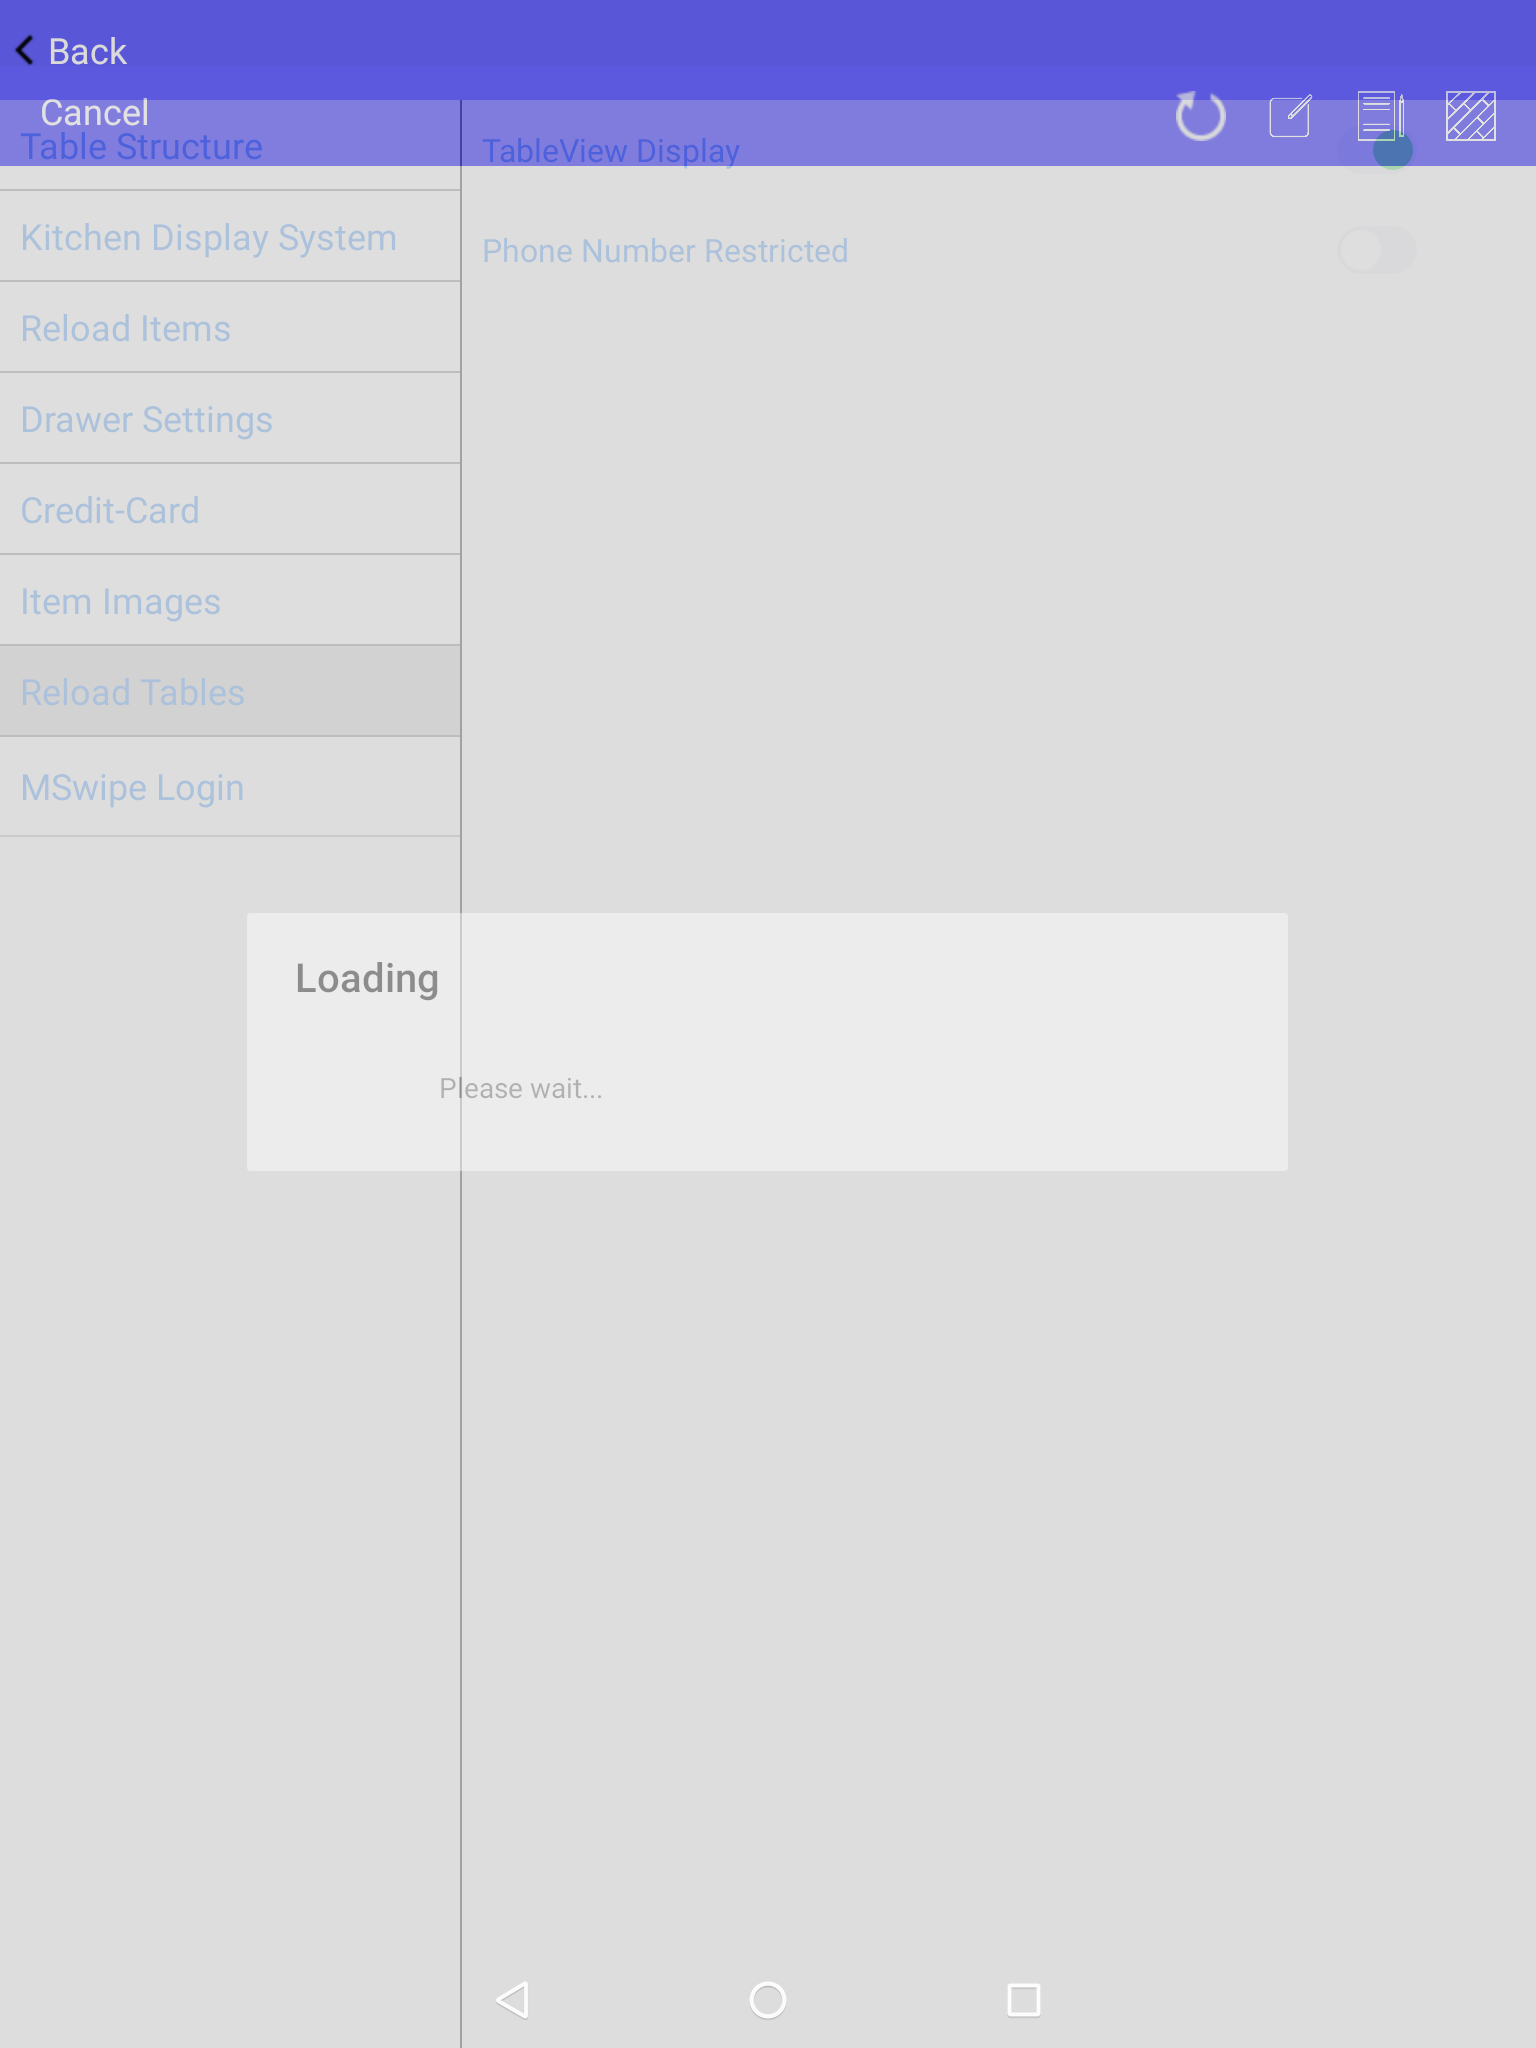 Back
Cancel
Table Structure
TableView Display
Kitchen Display System
Phone Number Restricted
Reload Items
Drawer Settings
Credit-Card
Item Images
Reload Tables
MSwipe Login
Loading
Please wait...